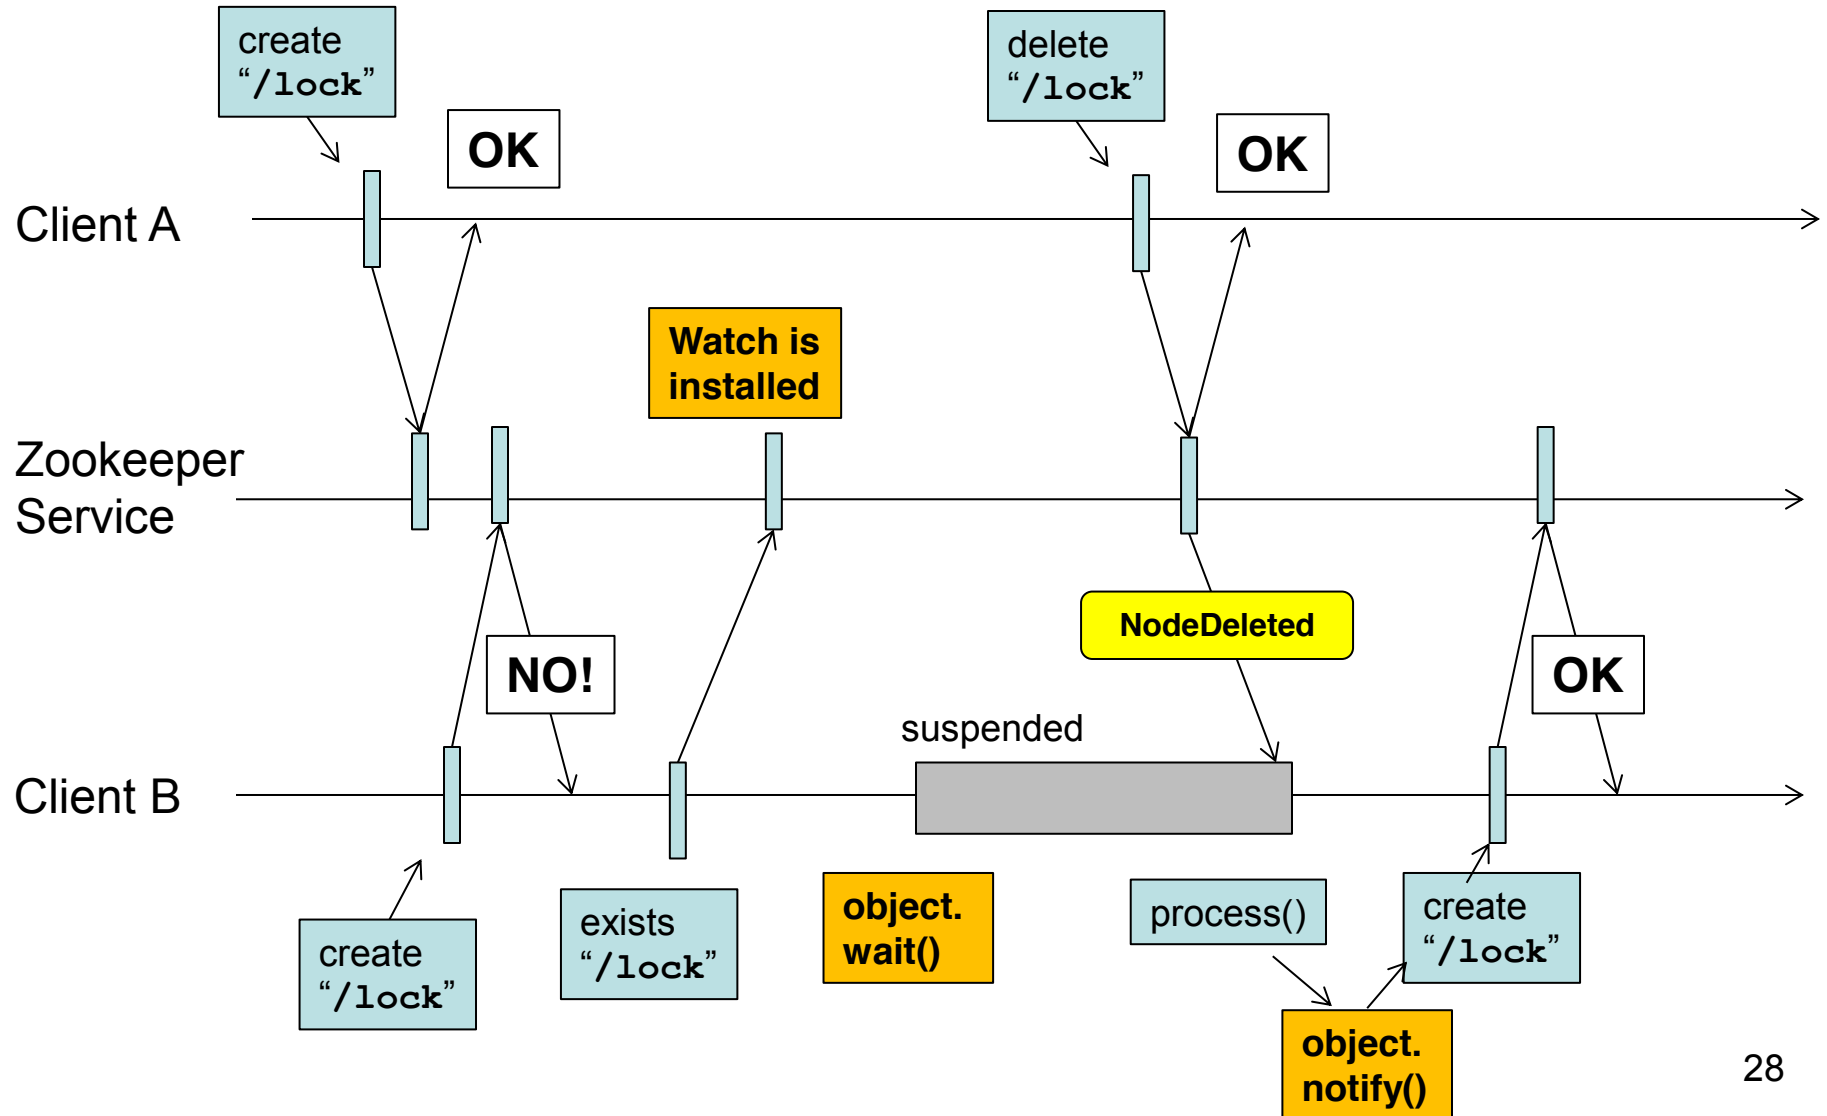 create
“/lock”
delete
“/lock”
OK
OK
Client A
Watch is
installed
Zookeeper
Service
NodeDeleted
NO!
OK
suspended
Client B
create
“/lock”
exists
“/lock”
object.
wait()
process()
create
“/lock”
object.
notify()
28